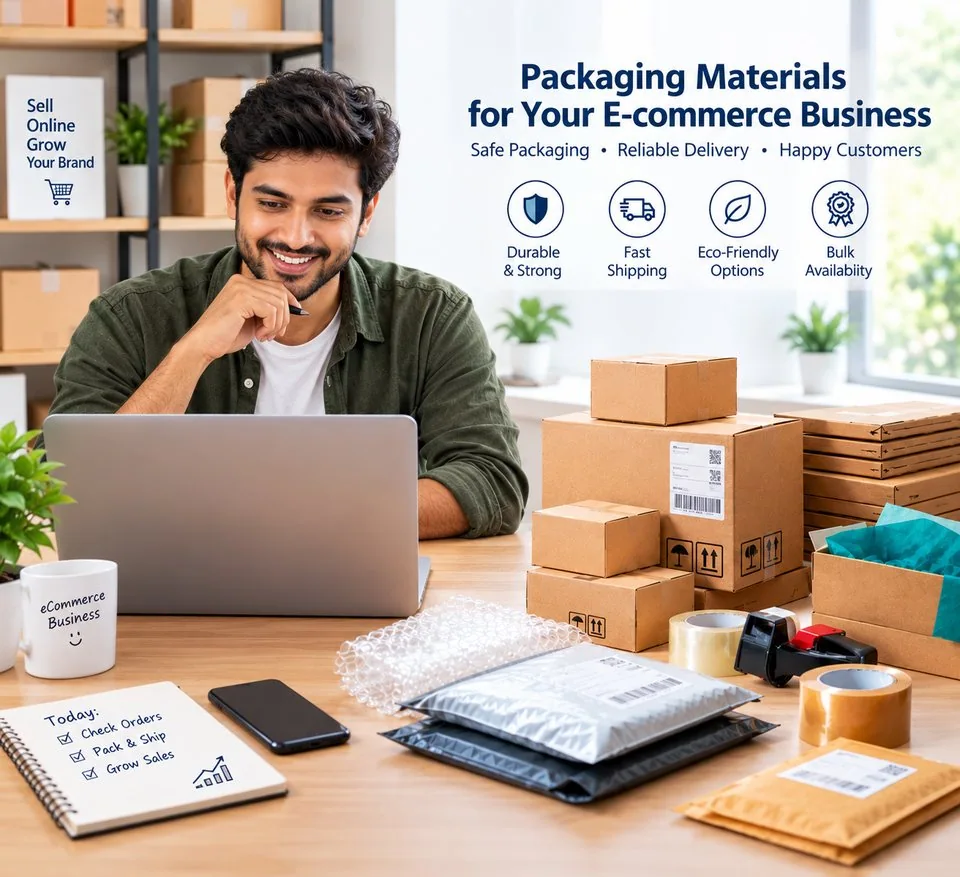 Sell
Online
Grow
Your Brand
Packaging Materials
for Your E-commerce Business
Safe Packaging • Reliable Delivery • Happy Customers
Durable
& Strong
Fast
Shipping
Eco-Friendly
Options
Bulk
Availability
eCommerce
Business
Today:
Check Orders
Pack & Ship
Grow Sales